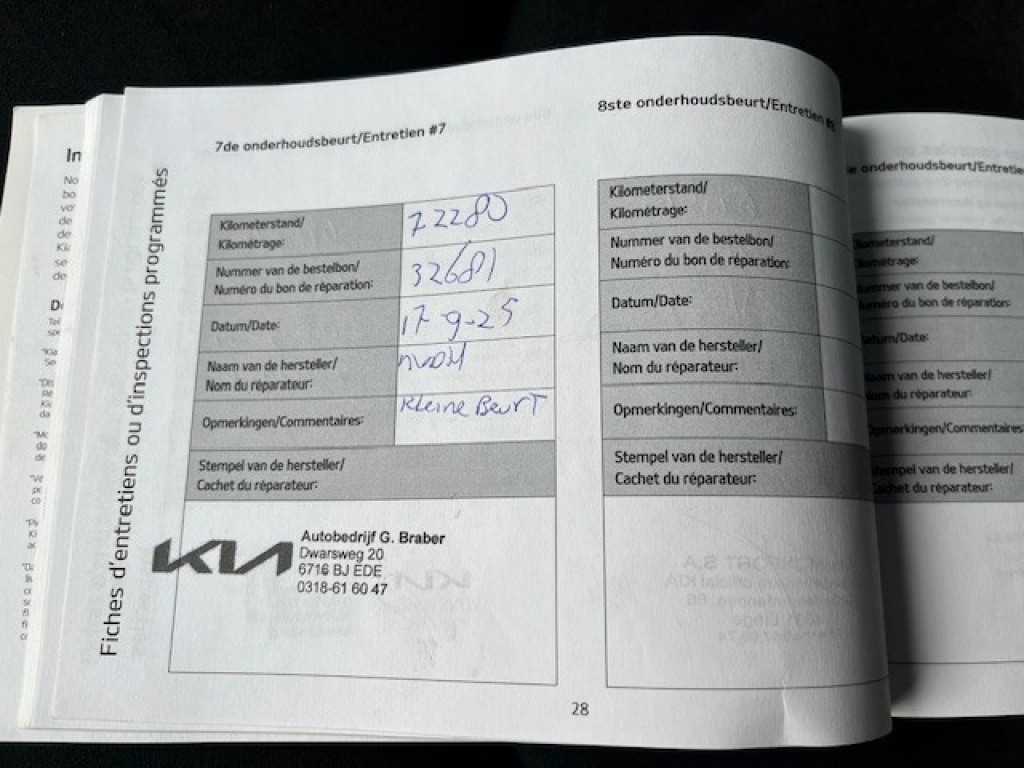 Fiches d'entretiens ou d'inspections programmés
7de onderhoudsbeurt/Entretien #7
Kilometerstand/
Kilométrage:
72280
Nummer van de bestelbon/
Numéro du bon de réparation:
32681
Datum/Date:
17-9-25
Naam van de hersteller/
Nom du réparateur:
Opmerkingen/Commentaires:
Kleine Beurt
Stempel van de hersteller/
Cachet du réparateur:
KIA
Autobedrijf G. Braber
Dwarsweg 20
6716 BJ EDE
0318-61 60 47
28
8ste onderhoudsbeurt/Entretien #8
Kilometerstand/
Kilométrage:
Nummer van de bestelbon/
Numéro du bon de réparation:
Datum/Date:
Naam van de hersteller/
Nom du réparateur:
Opmerkingen/Commentaires:
Stempel van de hersteller/
Cachet du réparateur:
onderhoudsbeurt/Entretien
Kilometerstand/
Kilométrage:
Nummer van de bestelbon/
Numéro du bon de réparation:
Datum/Date:
Naam van de hersteller/
Nom du réparateur:
Opmerkingen/Commentaires:
Stempel van de hersteller/
Cachet du réparateur: